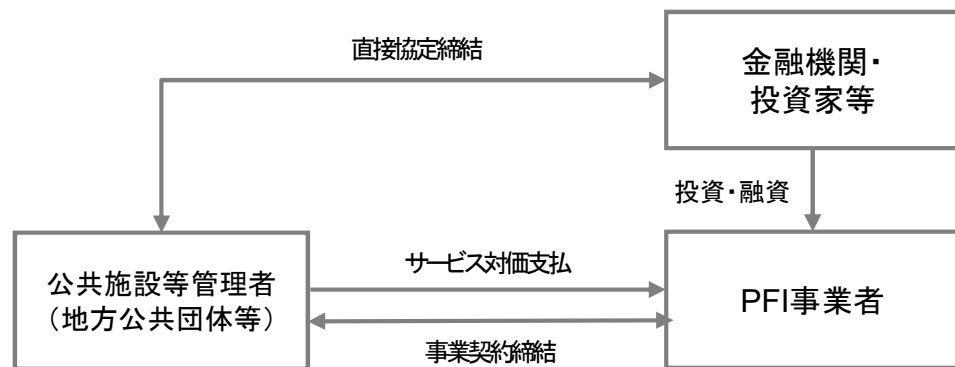 直接協定締結
金融機関・
投資家等
投資・融資
公共施設等管理者
（地方公共団体等）
サービス対価支払
PFI事業者
事業契約締結